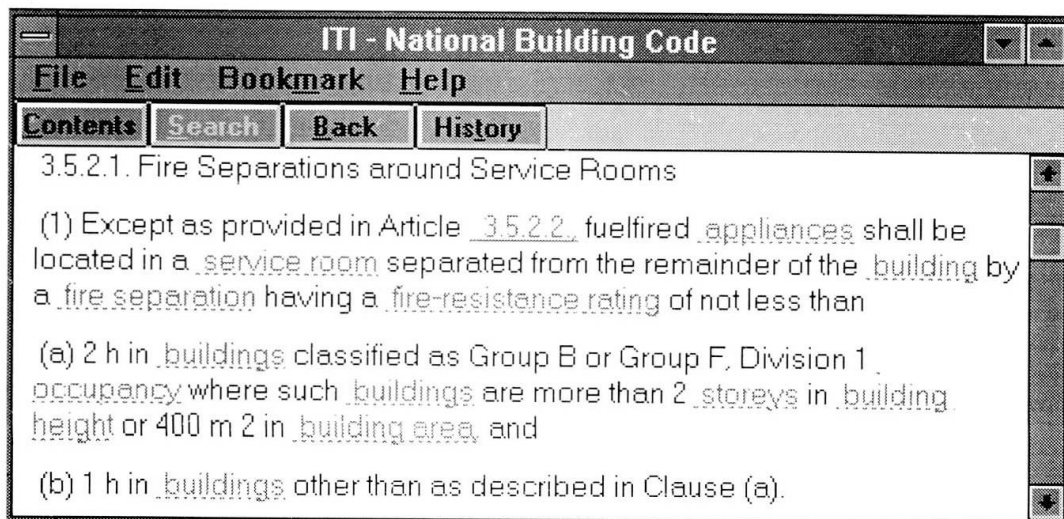 ITI - National Building Code
File Edit Bookmark Help
Contents Search Back History
3.5.2.1. Fire Separations around Service Rooms
(1) Except as provided in Article 3.5.2.2., fuelfired appliances shall be
located in a service room separated from the remainder of the building by
a fire separation having a fire-resistance rating of not less than
(a) 2 h in buildings classified as Group B or Group F, Division 1
occupancy where such buildings are more than 2 storeys in building
height or 400 m 2 in building area, and
(b) 1 h in buildings other than as described in Clause (a).